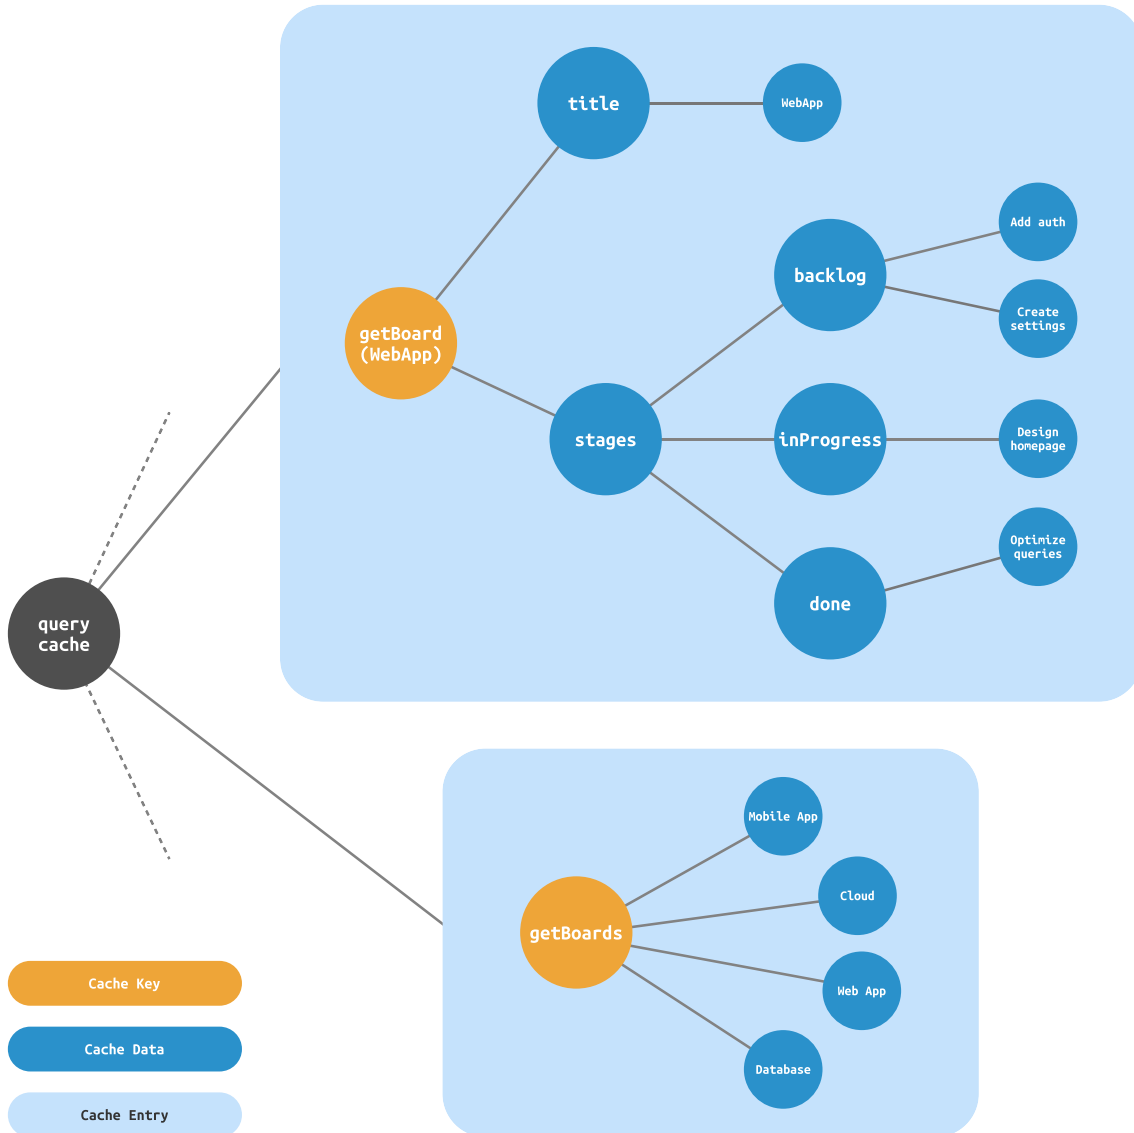 title
WebApp
Add auth
backlog
Create
settings
getBoard
(WebApp)
stages
inProgress
Design
homepage
Optimize
queries
done
query
cache
Mobile App
Cloud
getBoards
Web App
Database
Cache Key
Cache Data
Cache Entry